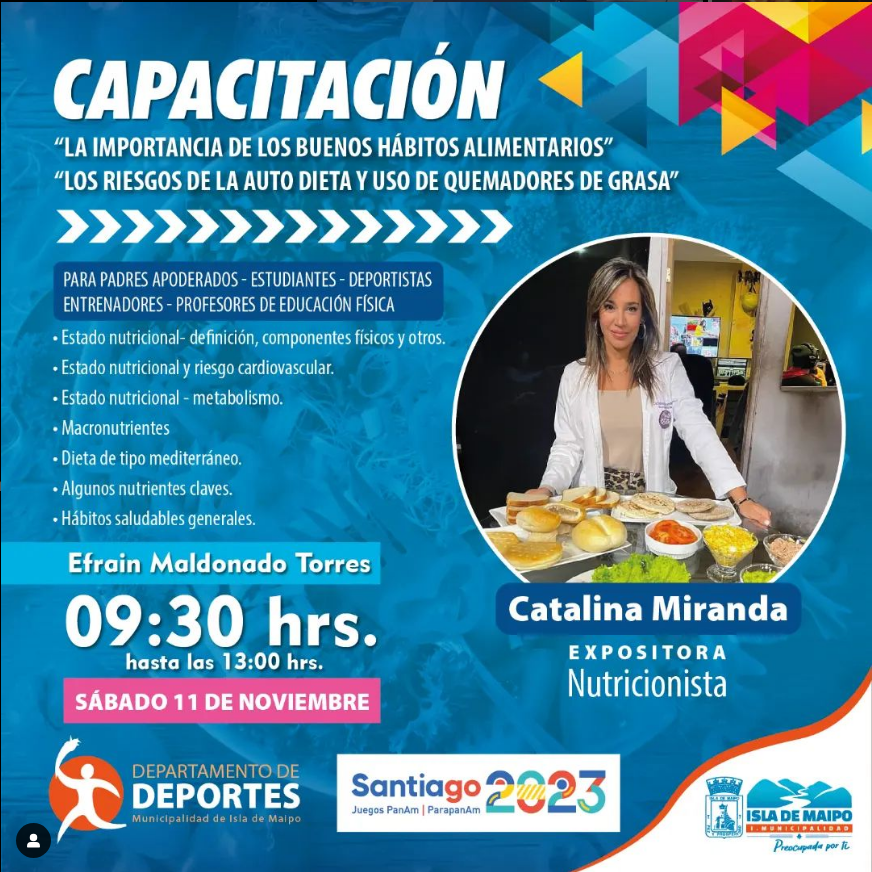 CAPACITACIÓN
“LA IMPORTANCIA DE LOS BUENOS HÁBITOS ALIMENTARIOS”
“LOS RIESGOS DE LA AUTO DIETA Y USO DE QUEMADORES DE GRASA”
PARA PADRES APODERADOS - ESTUDIANTES - DEPORTISTAS
ENTRENADORES - PROFESORES DE EDUCACIÓN FÍSICA
• Estado nutricional- definición, componentes físicos y otros.
• Estado nutricional y riesgo cardiovascular.
• Estado nutricional - metabolismo.
• Macronutrientes
• Dieta de tipo mediterráneo.
• Algunos nutrientes claves.
• Hábitos saludables generales.
Efrain Maldonado Torres
09:30 hrs.
hasta las 13:00 hrs.
SÁBADO 11 DE NOVIEMBRE
Catalina Miranda
EXPOSITORA
Nutricionista
DEPARTAMENTO DE
DEPORTES
Municipalidad de Isla de Maipo
Santiago 2023
Juegos PanAm | ParapanAm
ISLA DE MAIPO
ISLA DE MAIPO
I. MUNICIPALIDAD
Preocupada por ti